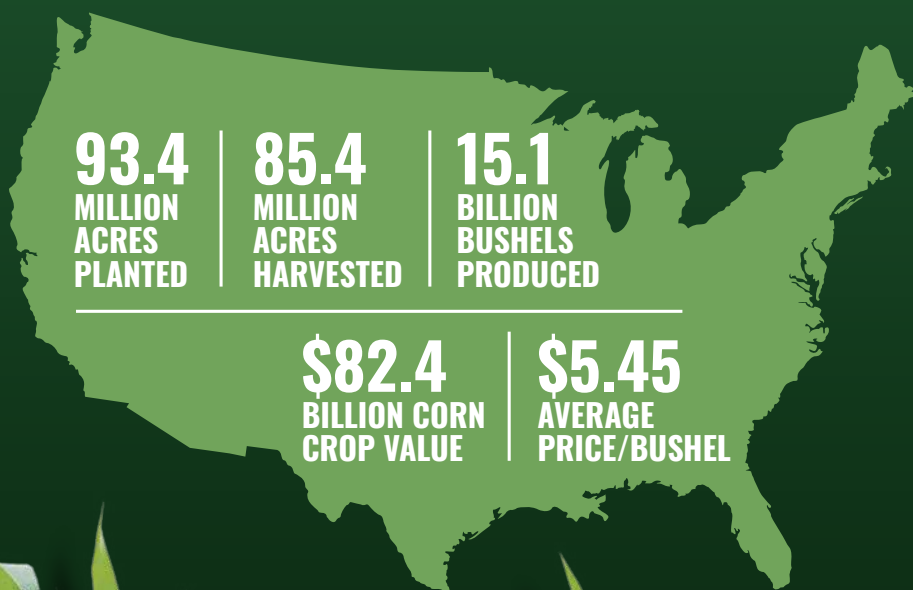 93.4
MILLION
ACRES
PLANTED
85.4
MILLION
ACRES
HARVESTED
15.1
BILLION
BUSHELS
PRODUCED
$82.4
BILLION CORN
CROP VALUE
$5.45
AVERAGE
PRICE/BUSHEL